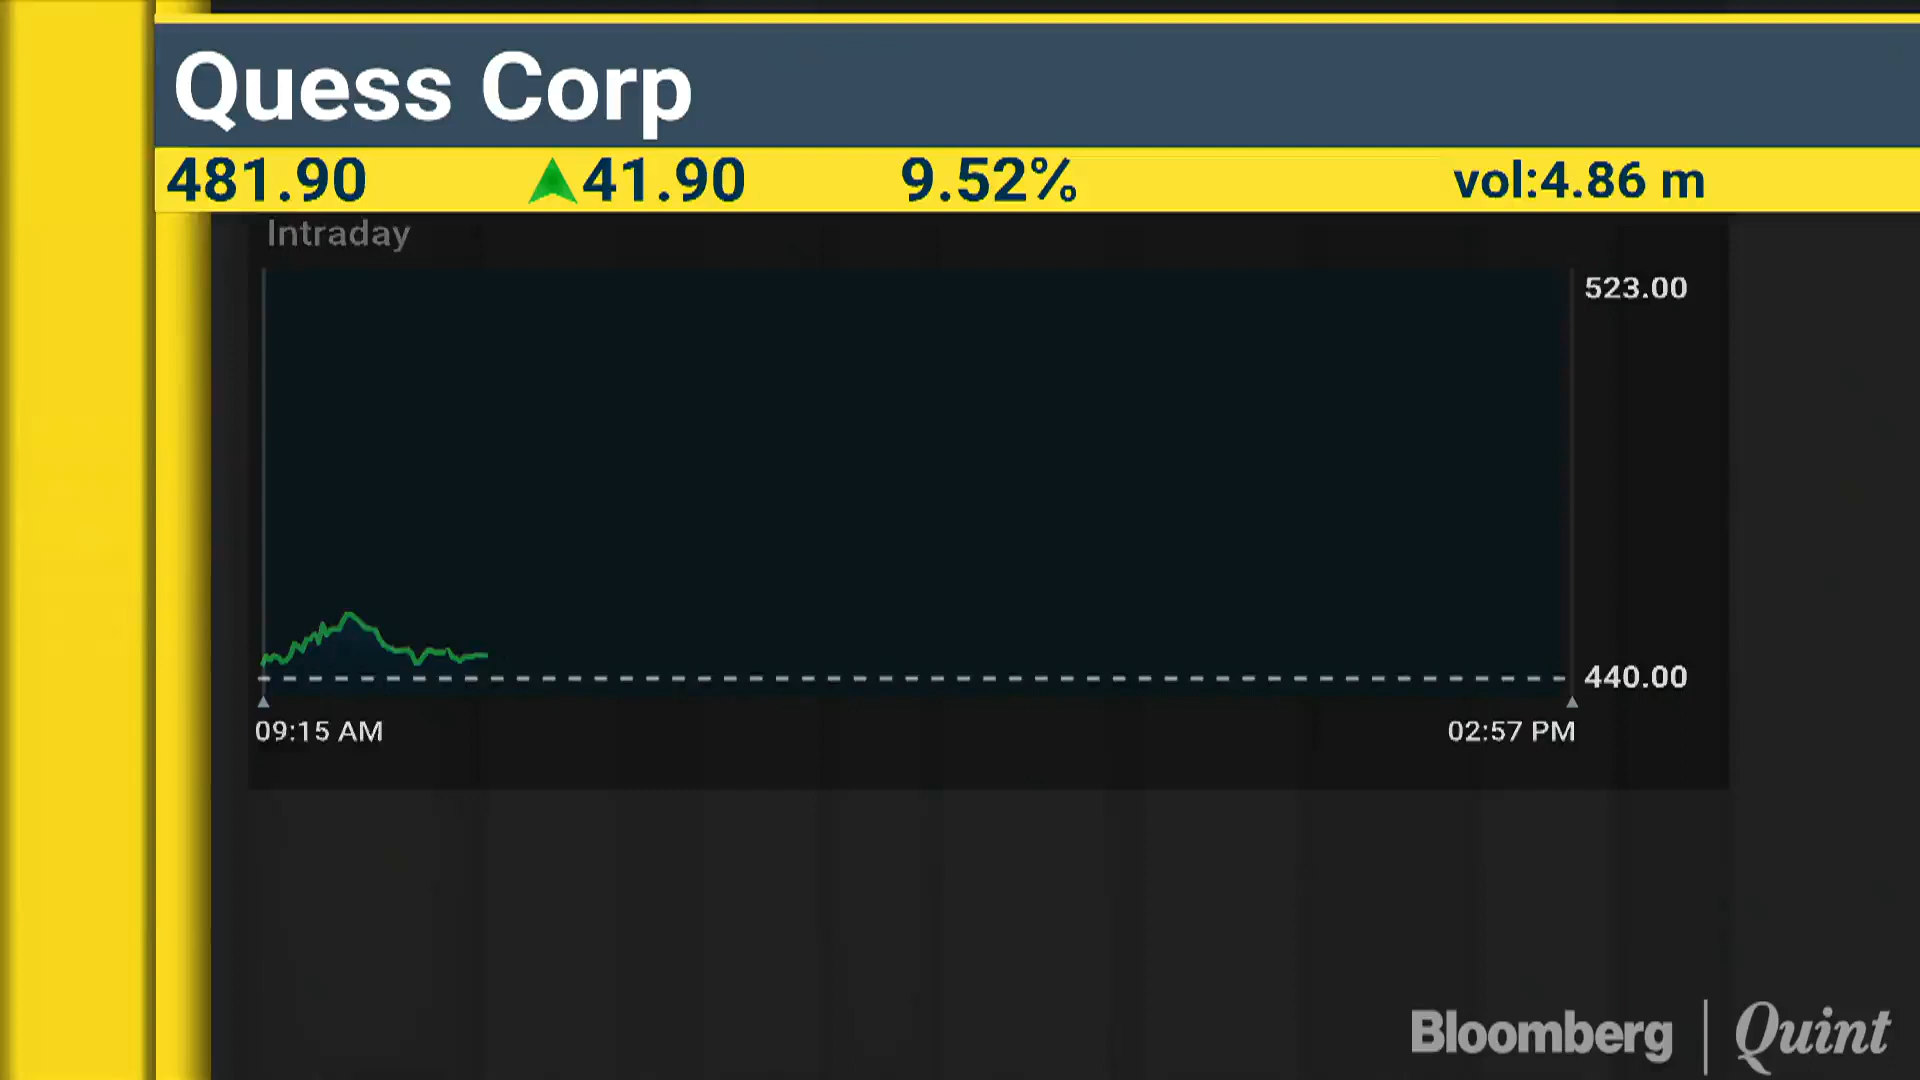 Quess Corp
481.90 ▲41.90 9.52% vol:4.86 m
Intraday
523.00
440.00
09:15 AM 02:57 PM
Bloomberg | Quint